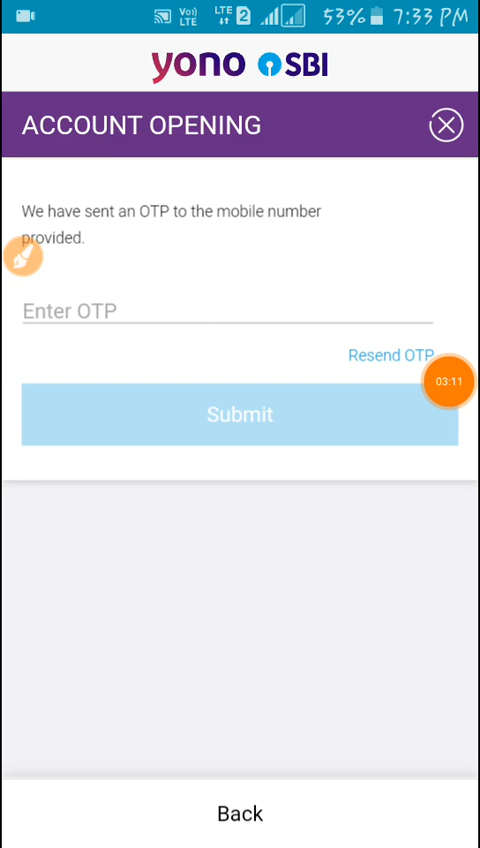 Vo) LTE LTE 2 53% 7:33 PM
yono SBI
ACCOUNT OPENING
We have sent an OTP to the mobile number
provided.
Enter OTP
Resend OTP
03:11
Submit
Back